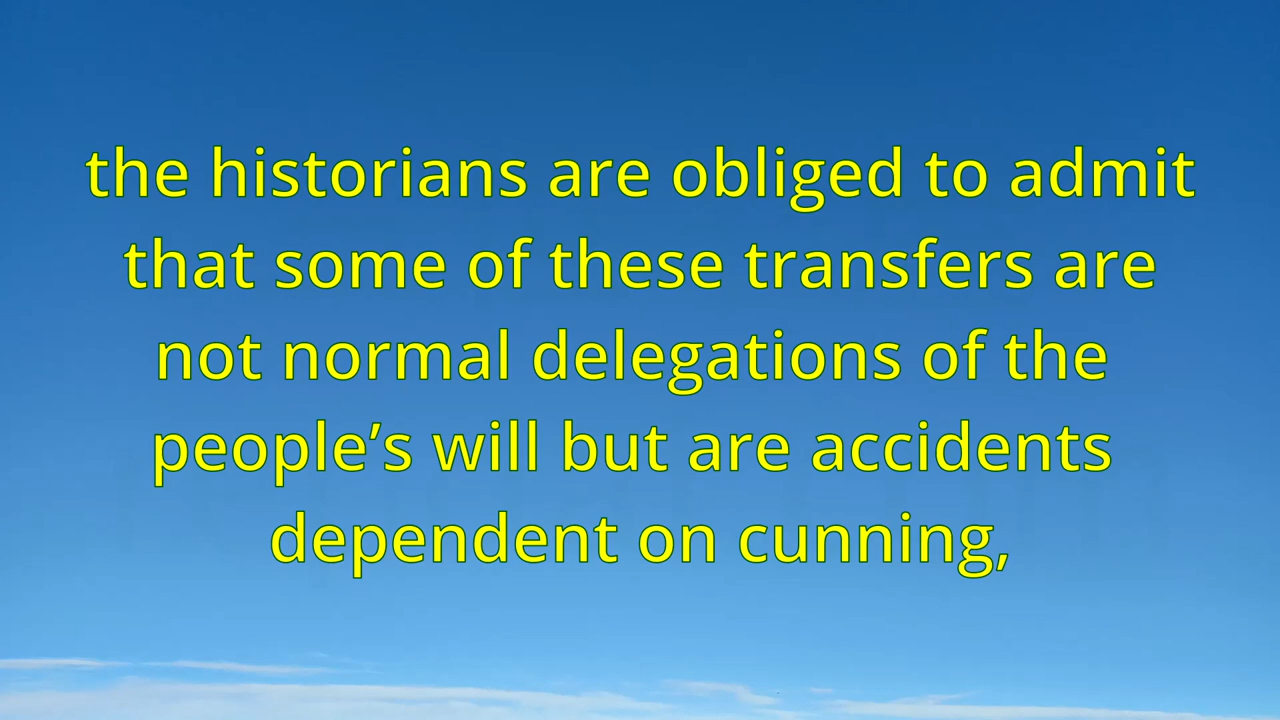 the historians are obliged to admit
that some of these transfers are
not normal delegations of the
people’s will but are accidents
dependent on cunning,